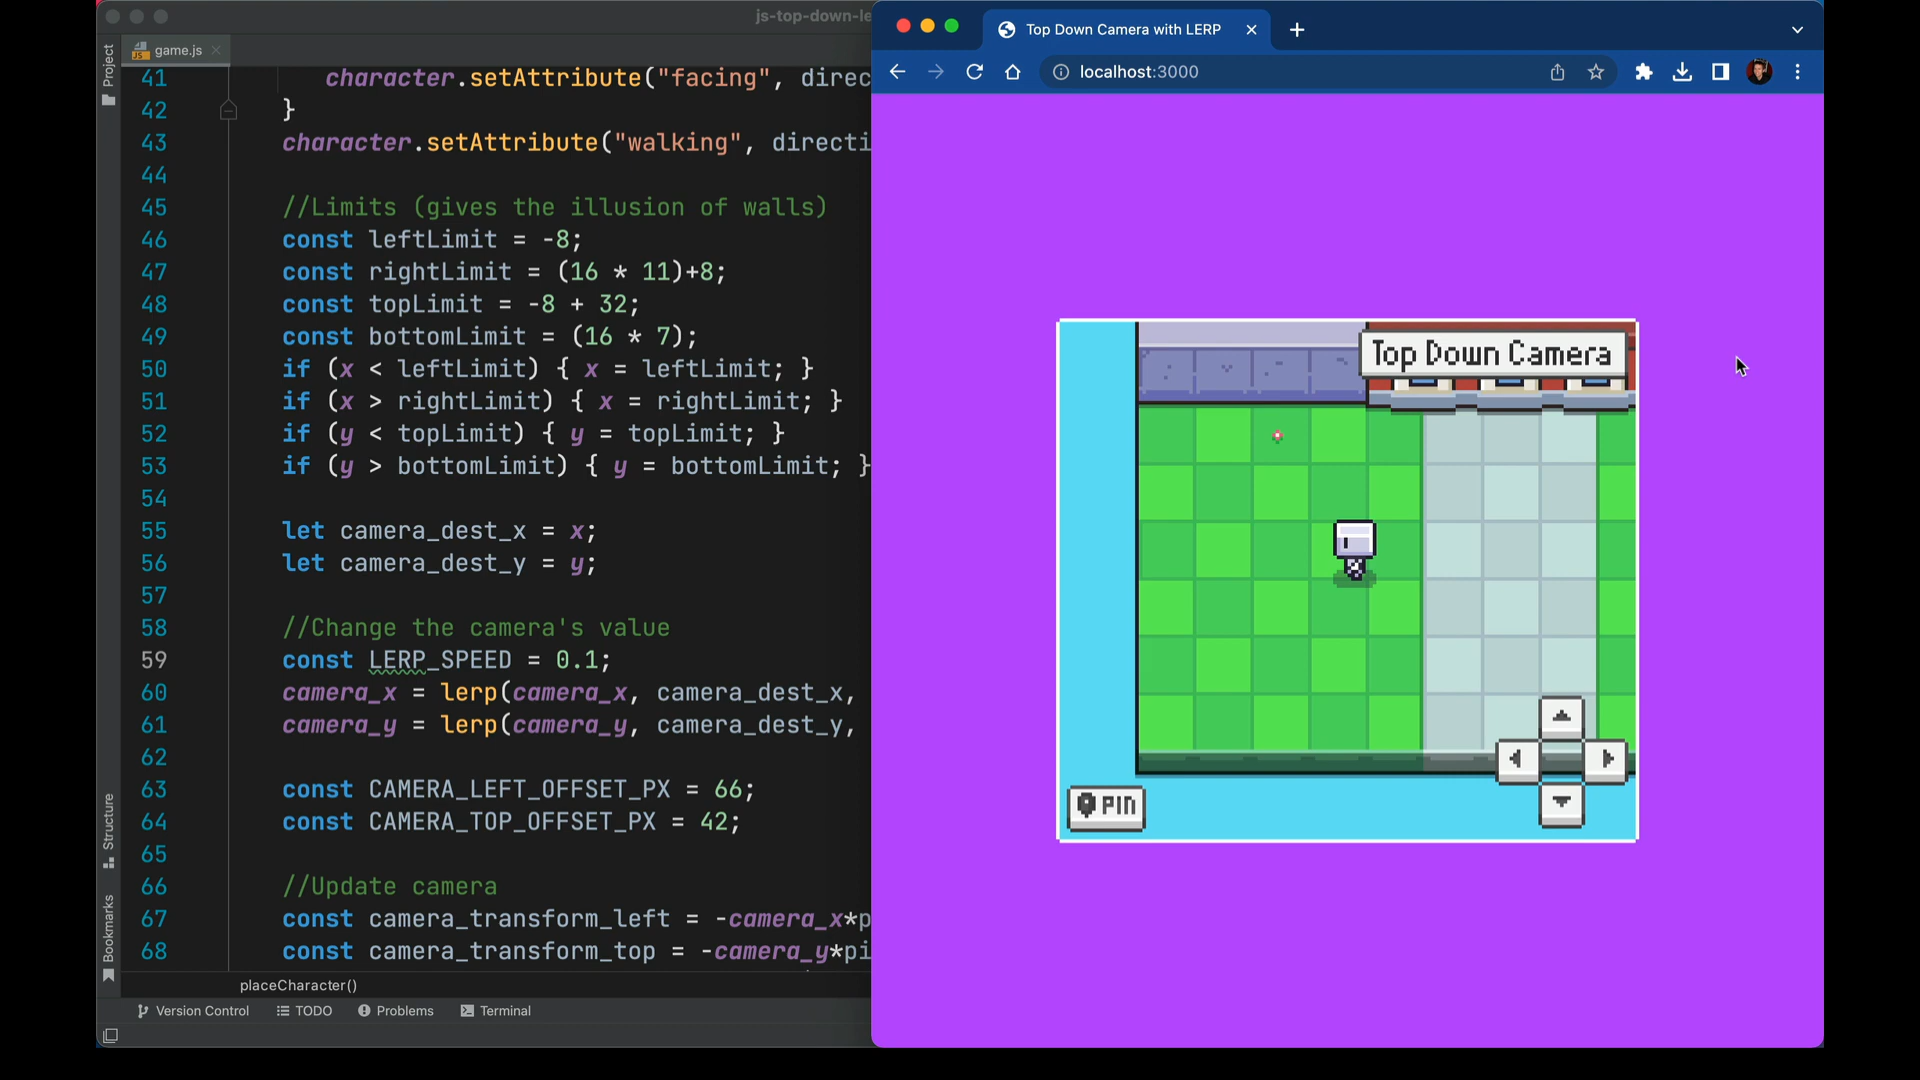 js-top-down-le
Project
game.js
41 character.setAttribute("facing", direc
42 }
43 character.setAttribute("walking", directi
44
45 //Limits (gives the illusion of walls)
46 const leftLimit = -8;
47 const rightLimit = (16 * 11)+8;
48 const topLimit = -8 + 32;
49 const bottomLimit = (16 * 7);
50 if (x < leftLimit) { x = leftLimit; }
51 if (x > rightLimit) { x = rightLimit; }
52 if (y < topLimit) { y = topLimit; }
53 if (y > bottomLimit) { y = bottomLimit; }
54
55 let camera_dest_x = x;
56 let camera_dest_y = y;
57
58 //Change the camera's value
59 const LERP_SPEED = 0.1;
60 camera_x = lerp(camera_x, camera_dest_x,
61 camera_y = lerp(camera_y, camera_dest_y,
62
63 const CAMERA_LEFT_OFFSET_PX = 66;
64 const CAMERA_TOP_OFFSET_PX = 42;
65
66 //Update camera
67 const camera_transform_left = -camera_x*p
68 const camera_transform_top = -camera_y*pi
Structure
Bookmarks
placeCharacter()
Version Control TODO Problems Terminal
Top Down Camera with LERP
localhost:3000
Top Down Camera
PIN